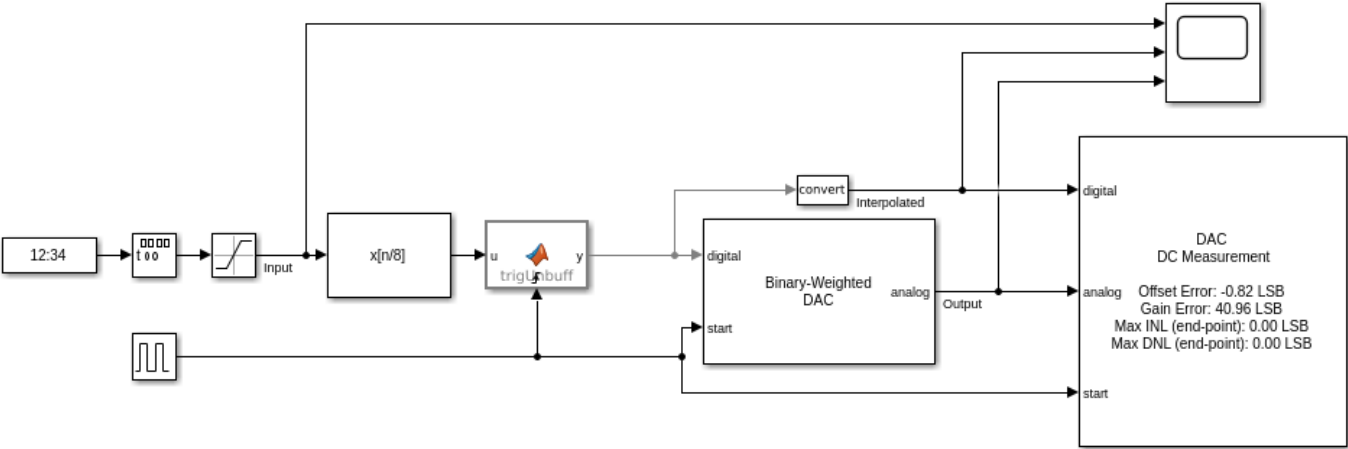 12:34
t
Input
x[n/8]
u
y
trigUnbuff
convert
Interpolated
digital
start
Binary-Weighted
DAC
analog
Output
digital
analog
start
DAC
DC Measurement
Offset Error: -0.82 LSB
Gain Error: 40.96 LSB
Max INL (end-point): 0.00 LSB
Max DNL (end-point): 0.00 LSB